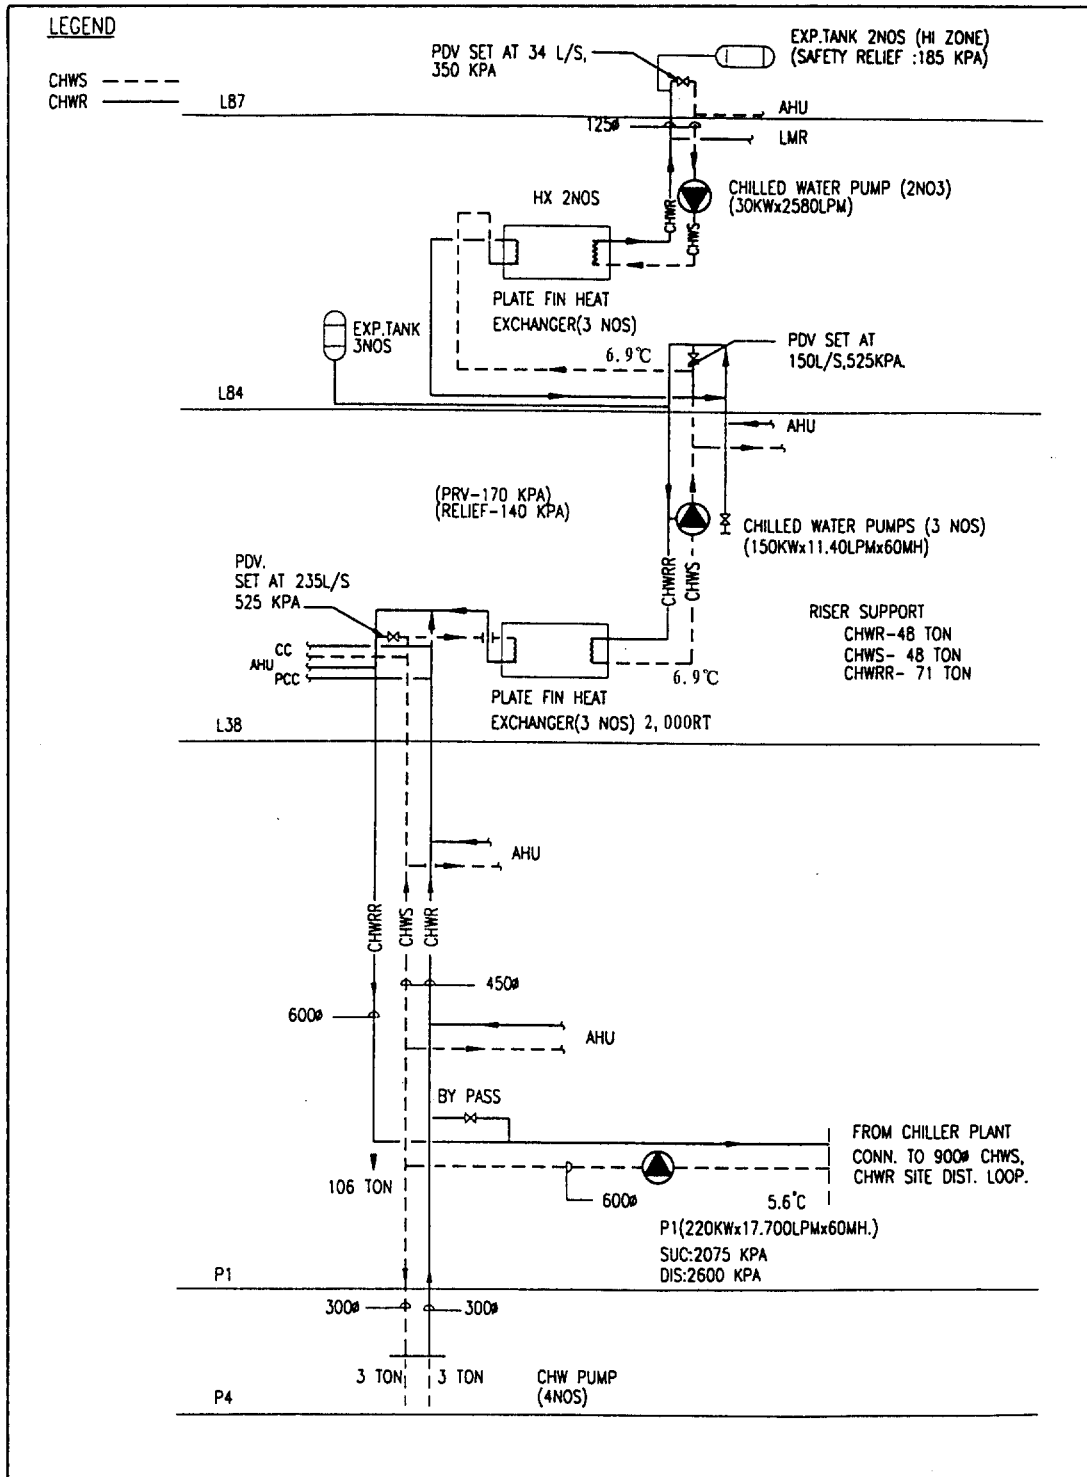 LEGEND
CHWS
CHWR
PDV SET AT 34 L/S,
350 KPA
EXP.TANK 2NOS (HI ZONE)
(SAFETY RELIEF :185 KPA)
L87
AHU
125ø
LMR
HX 2NOS
CHWR
CHWS
CHILLED WATER PUMP (2NO3)
(30KWx2580LPM)
PLATE FIN HEAT
EXCHANGER(3 NOS)
EXP.TANK
3NOS
6.9℃
PDV SET AT
150L/S,525KPA.
L84
AHU
(PRV-170 KPA)
(RELIEF-140 KPA)
CHILLED WATER PUMPS (3 NOS)
(150KWx11.40LPMx60MH)
PDV.
SET AT 235L/S
525 KPA
CHWRR
CHWS
RISER SUPPORT
CHWR-48 TON
CHWS- 48 TON
CHWRR- 71 TON
CC
AHU
PCC
6.9℃
PLATE FIN HEAT
EXCHANGER(3 NOS) 2,000RT
L38
AHU
CHWRR
CHWS
CHWR
450ø
600ø
AHU
BY PASS
FROM CHILLER PLANT
CONN. TO 900ø CHWS,
CHWR SITE DIST. LOOP.
106 TON
600ø
5.6°C
P1(220KWx17.700LPMx60MH.)
SUC:2075 KPA
DIS:2600 KPA
P1
300ø
300ø
3 TON
3 TON
CHW PUMP
(4NOS)
P4